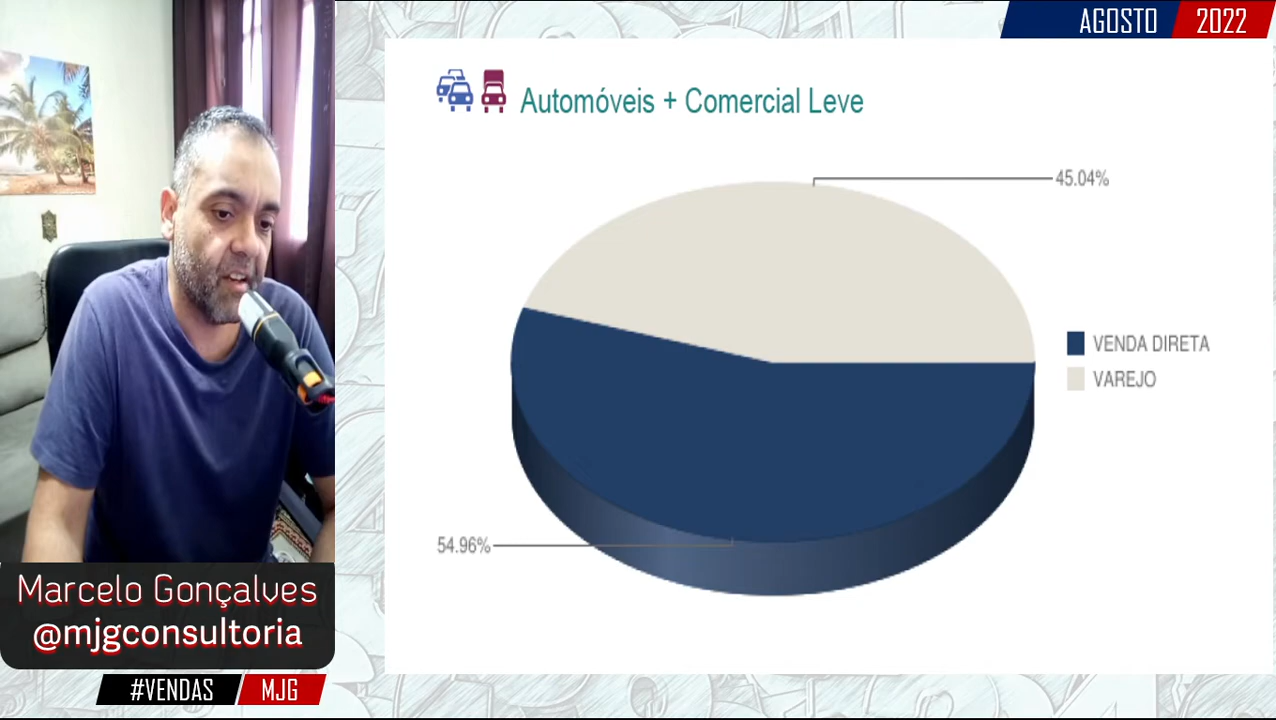 AGOSTO 2022
Automóveis + Comercial Leve
45.04%
VENDA DIRETA
VAREJO
54.96%
Marcelo Gonçalves
@mjgconsultoria
#VENDAS MJG